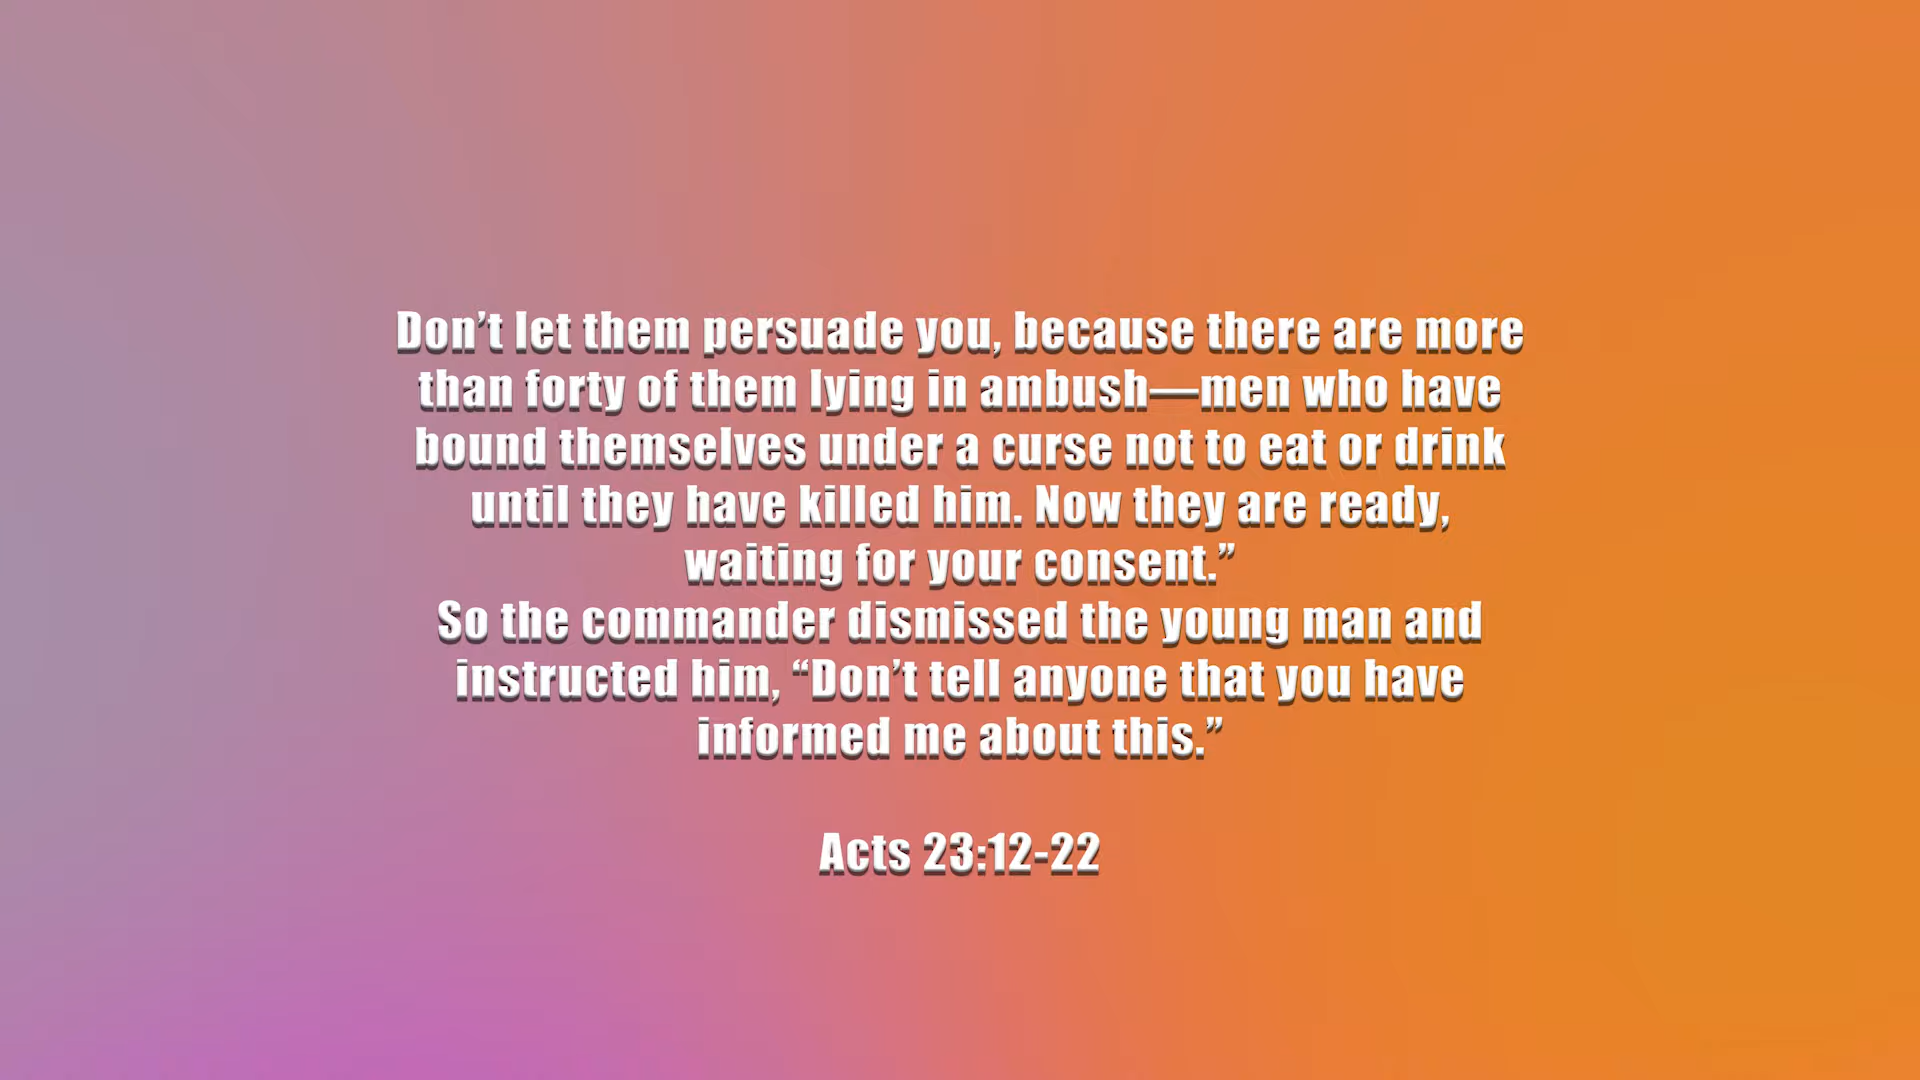 Don’t let them persuade you, because there are more
than forty of them lying in ambush—men who have
bound themselves under a curse not to eat or drink
until they have killed him. Now they are ready,
waiting for your consent.”
So the commander dismissed the young man and
instructed him, “Don’t tell anyone that you have
informed me about this.”
Acts 23:12-22